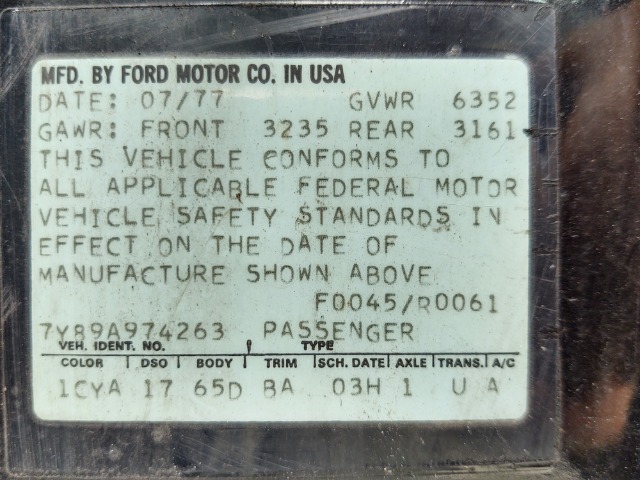 MFD. BY FORD MOTOR CO. IN USA
DATE: 07/77 GVWR 6352
GAWR: FRONT 3235 REAR 3161
THIS VEHICLE CONFORMS TO
ALL APPLICABLE FEDERAL MOTOR
VEHICLE SAFETY STANDARDS IN
EFFECT ON THE DATE OF
MANUFACTURE SHOWN ABOVE
F0045/R0061
7Y89A974263 PASSENGER
VEH. IDENT. NO. TYPE
COLOR DSO BODY TRIM SCH. DATE AXLE TRANS. A/C
1CYA 17 65D BA 03H 1 U A